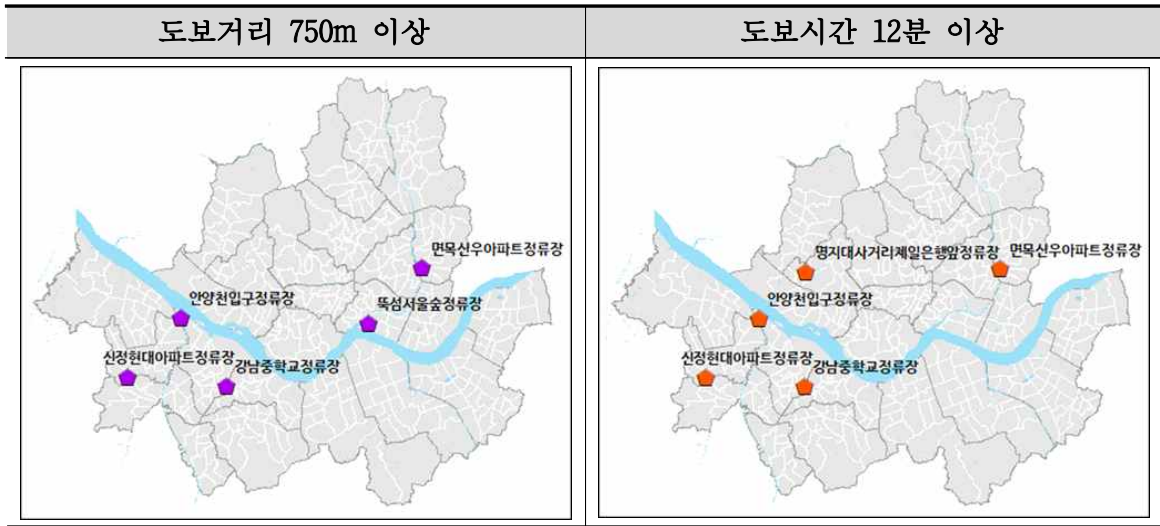 도보거리 750m 이상
도보시간 12분 이상
면목신우아파트정류장
안양천입구정류장
뚝섬서울숲정류장
신정현대아파트정류장
강남중학교정류장
명지대사거리제일은행앞정류장
면목신우아파트정류장
안양천입구정류장
신정현대아파트정류장
강남중학교정류장